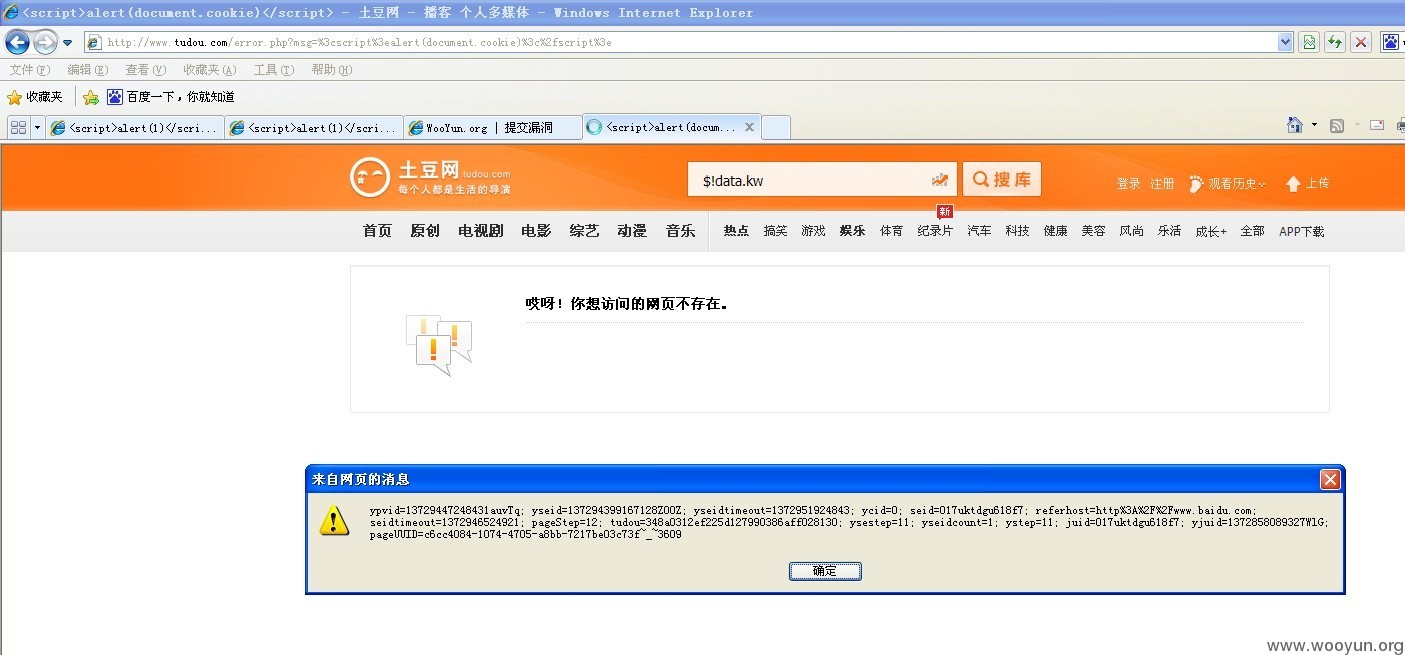 <script>alert(document.cookie)</script> - 土豆网 - 播客 个人多媒体 - Windows Internet Explorer
http://www.tudou.com/error.php?msg=%3cscript%3ealert(document.cookie)%3c%2fscript%3e
文件(F) 编辑(E) 查看(V) 收藏夹(A) 工具(T) 帮助(H)
收藏夹 百度一下，你就知道
<script>alert(1)</scri... <script>alert(1)</scri... WooYun.org | 提交漏洞 <script>alert(docum...
土豆网 tudou.com
每个人都是生活的导演
$!data.kw 搜库 登录 注册 观看历史 上传
新
首页 原创 电视剧 电影 综艺 动漫 音乐 热点 搞笑 游戏 娱乐 体育 纪录片 汽车 科技 健康 美容 风尚 乐活 成长+ 全部 APP下载
哎呀！你想访问的网页不存在。
来自网页的消息
ypvid=13729447248431auvTq; yseid=1372943991671 28ZOOZ; yseidtimeout=1372951924843; ycid=0; seid=017uktdgu618f7; referhost=http%3A%2F%2Fwww.baidu.com;
seidtimeout=1372946524921; pageStep=12; tudou=348a0312ef225d127990386aff028130; ysestep=11; yseidcount=1; ystep=11; juid=017uktdgu618f7; yjuid=1372858089327WlG;
pageUUID=c6cc4084-1074-4705-a8bb-7217be03c73f~_~3609
确定
www.wooyun.org